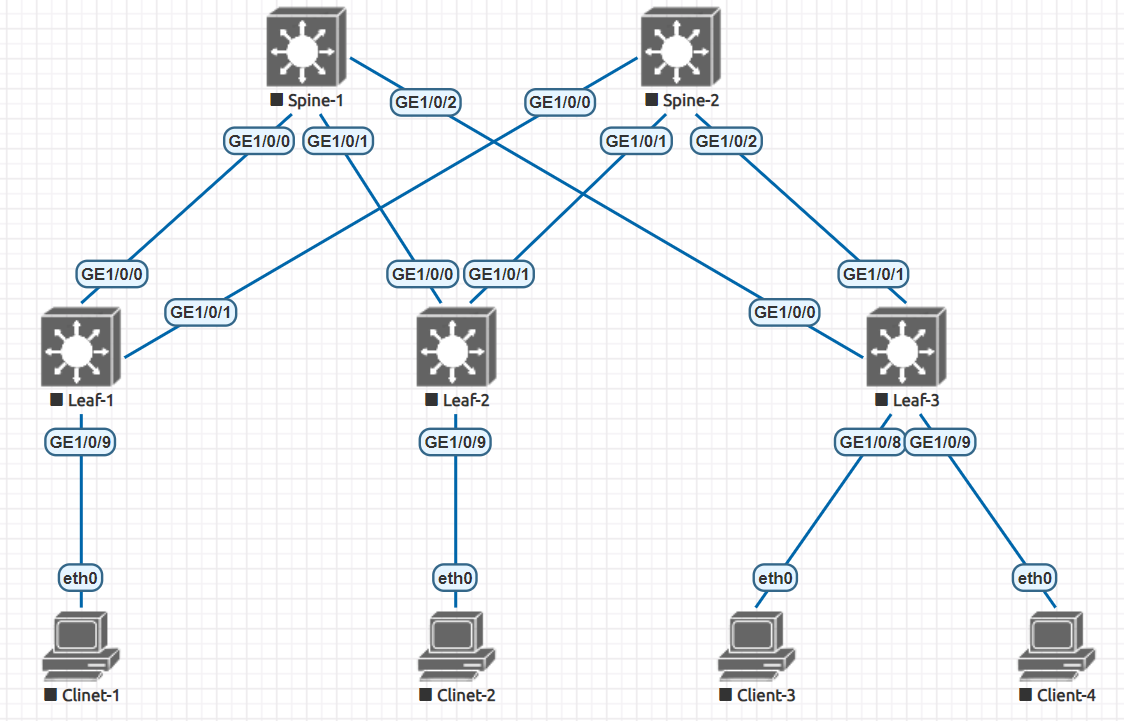 Spine-1
Spine-2
GE1/0/2
GE1/0/0
GE1/0/0
GE1/0/1
GE1/0/1
GE1/0/2
GE1/0/0
GE1/0/0
GE1/0/1
GE1/0/1
GE1/0/1
GE1/0/0
Leaf-1
Leaf-2
Leaf-3
GE1/0/9
GE1/0/9
GE1/0/8
GE1/0/9
eth0
eth0
eth0
eth0
Clinet-1
Clinet-2
Client-3
Client-4